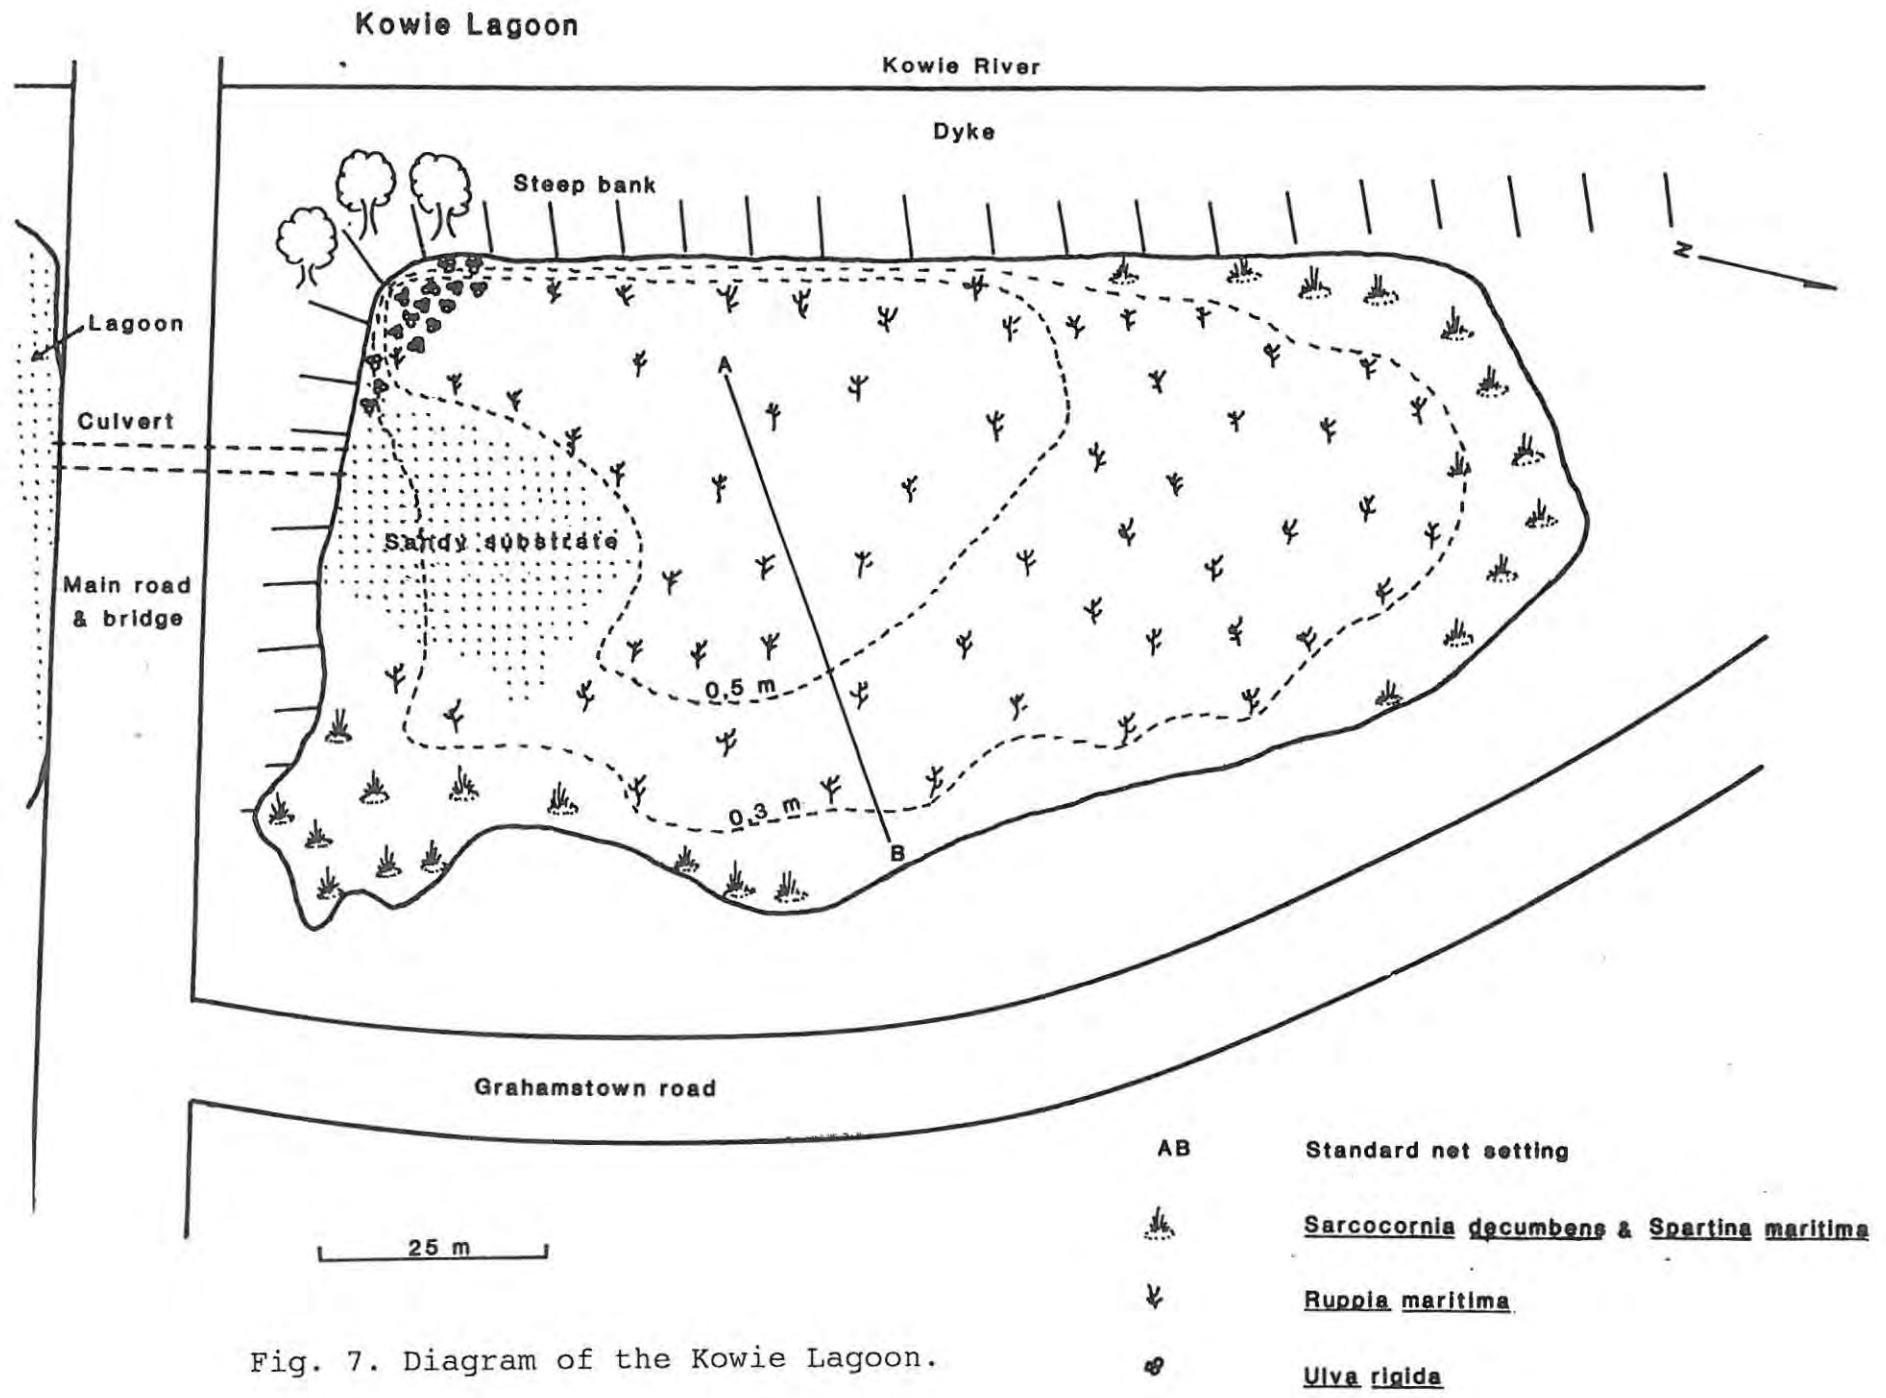 Kowie Lagoon
Kowie River
Dyke
Steep bank
N
Lagoon
A
Culvert
Sandy substrate
Main road
& bridge
0,5 m
0,3 m
B
Grahamstown road
AB Standard net setting
25 m
Sarcocornia decumbens & Spartina maritima
Ruppia maritima
Ulva rigida
Fig. 7. Diagram of the Kowie Lagoon.